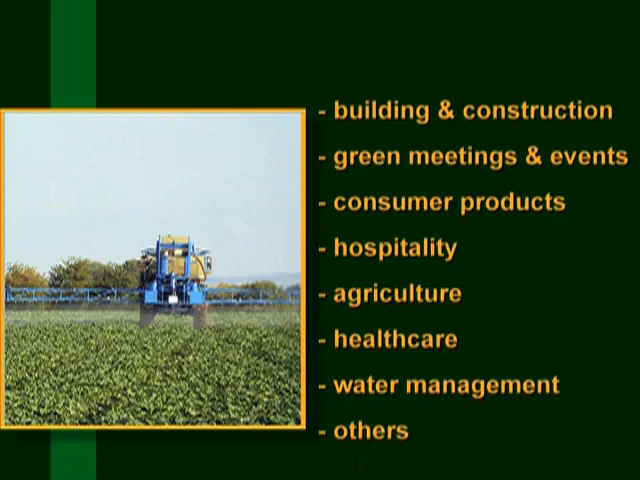 - building & construction
- green meetings & events
- consumer products
- hospitality
- agriculture
- healthcare
- water management
- others